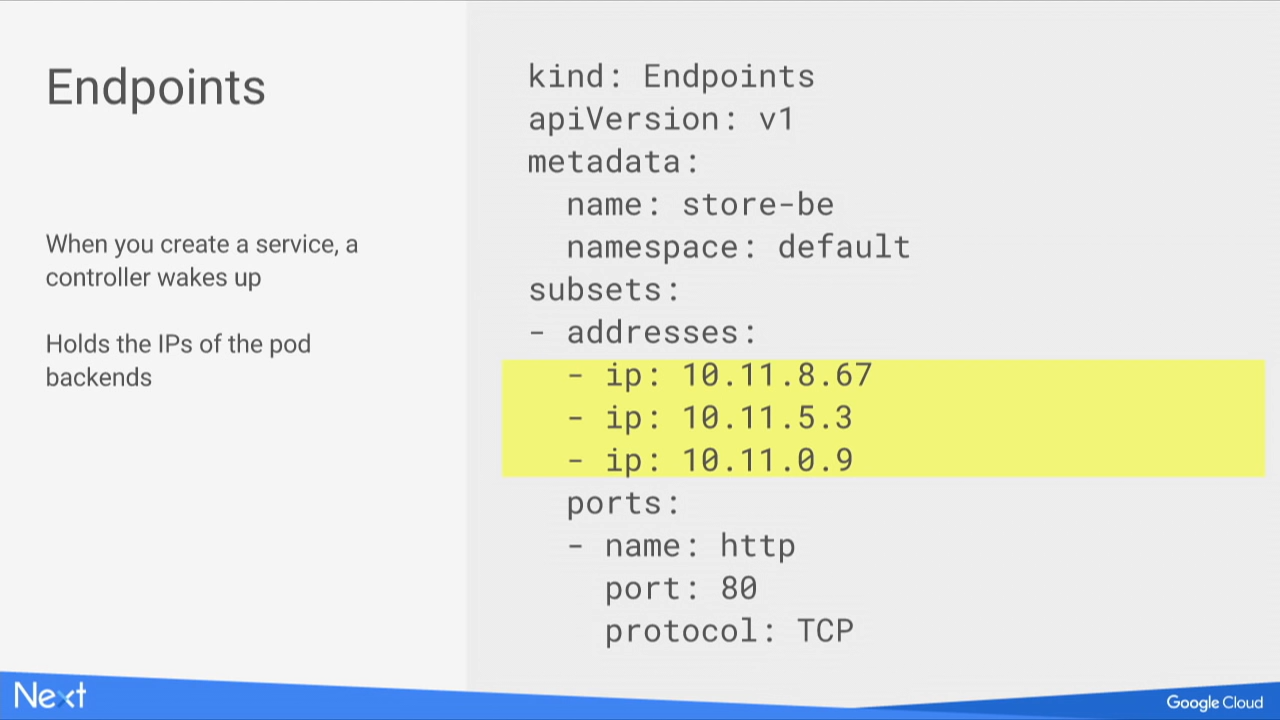 Endpoints
When you create a service, a
controller wakes up
Holds the IPs of the pod
backends
kind: Endpoints
apiVersion: v1
metadata:
  name: store-be
  namespace: default
subsets:
- addresses:
  - ip: 10.11.8.67
  - ip: 10.11.5.3
  - ip: 10.11.0.9
  ports:
  - name: http
    port: 80
    protocol: TCP
Next
Google Cloud